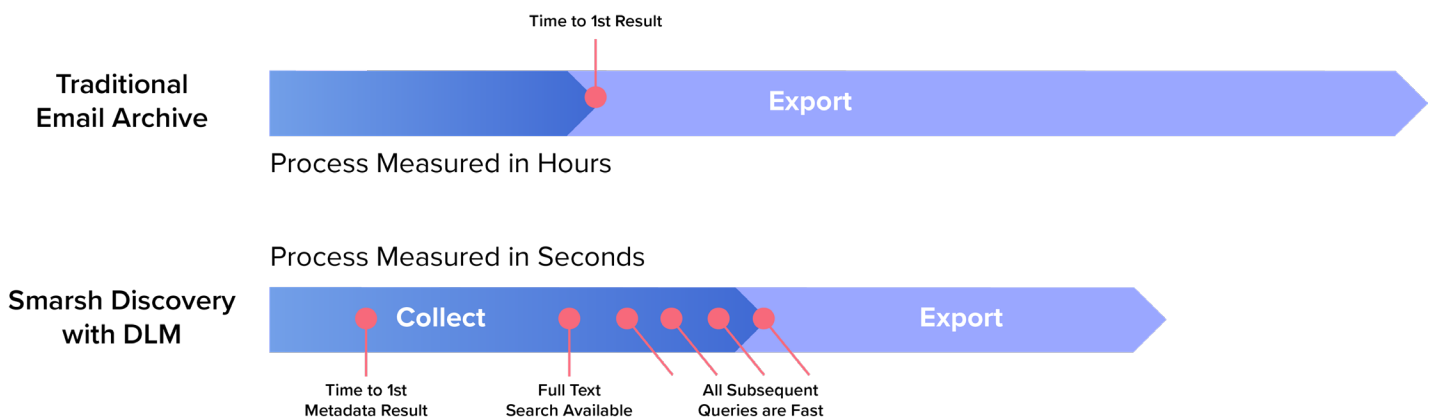 Time to 1st Result
Traditional
Email Archive
Export
Process Measured in Hours
Process Measured in Seconds
Smarsh Discovery
with DLM
Collect
Export
Time to 1st
Metadata Result
Full Text
Search Available
All Subsequent
Queries are Fast